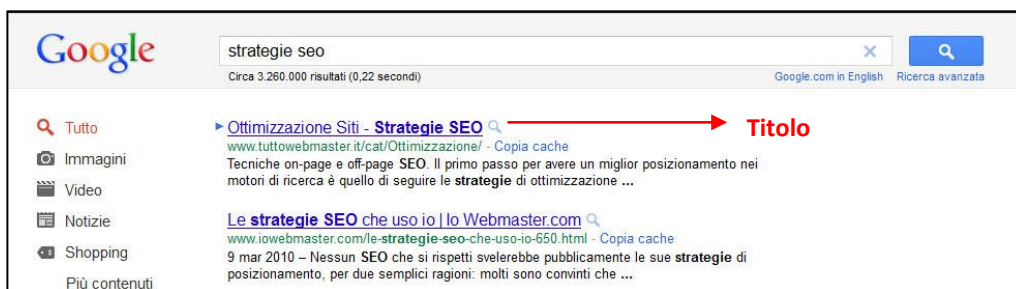 Google
strategie seo
Circa 3.260.000 risultati (0,22 secondi)
Google.com in English Ricerca avanzata
Tutto
Immagini
Video
Notizie
Shopping
Più contenuti
Ottimizzazione Siti - Strategie SEO
Titolo
www.tuttowebmaster.it/cat/Ottimizzazione/ - Copia cache
Tecniche on-page e off-page SEO. Il primo passo per avere un miglior posizionamento nei
motori di ricerca è quello di seguire le strategie di ottimizzazione ...
Le strategie SEO che uso io | Io Webmaster.com
www.iowebmaster.com/le-strategie-seo-che-uso-io-650.html - Copia cache
9 mar 2010 – Nessun SEO che si rispetti svelerebbe pubblicamente le sue strategie di
posizionamento, per due semplici ragioni: molti sono convinti che ...